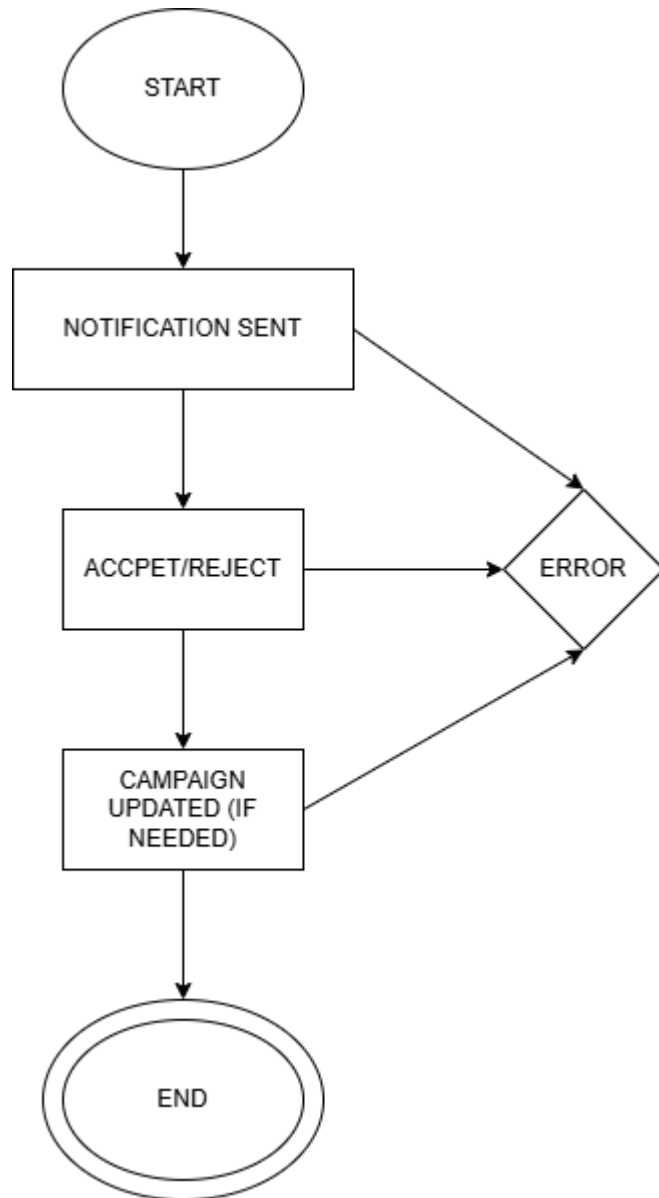 START
NOTIFICATION SENT
ACCPET/REJECT
ERROR
CAMPAIGN
UPDATED (IF
NEEDED)
END